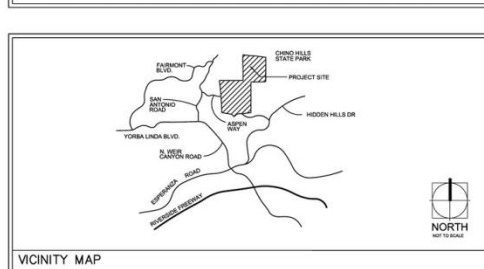 CHINO HILLS
STATE PARK
FAIRMONT
BLVD.
PROJECT SITE
SAN
ANTONIO
ROAD
HIDDEN HILLS DR
ASPEN
WAY
YORBA LINDA BLVD.
N. WEIR
CANYON ROAD
ESPERANZA ROAD
RIVERSIDE FREEWAY
NORTH
NOT TO SCALE
VICINITY MAP